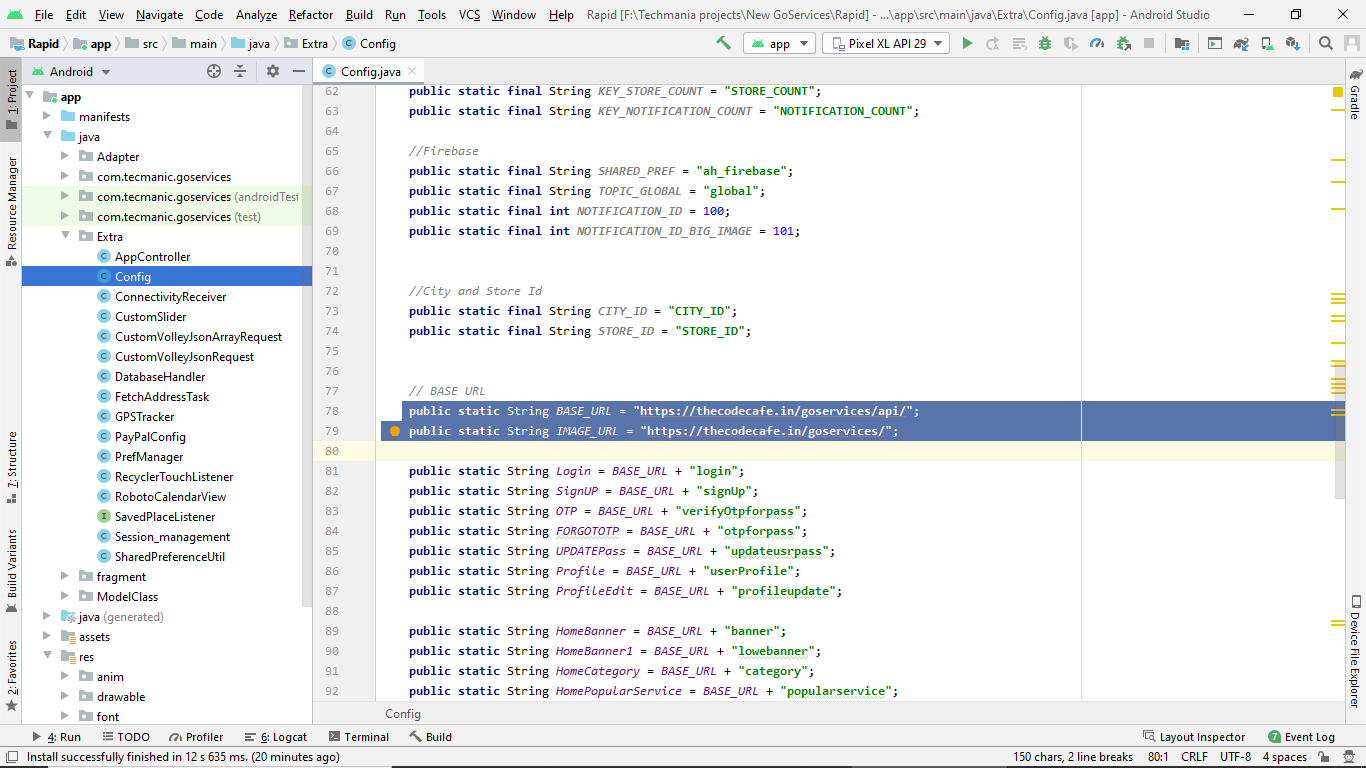 File Edit View Navigate Code Analyze Refactor Build Run Tools VCS Window Help Rapid [F:\Techmania projects\New GoServices\Rapid] - ...\app\src\main\java\Extra\Config.java [app] - Android Studio
Rapid app src main java Extra Config app Pixel XL API 29
Android
Config.java
1: Project
Resource Manager
7: Structure
Build Variants
2: Favorites
app
manifests
java
Adapter
com.tecmanic.goservices
com.tecmanic.goservices (androidTest
com.tecmanic.goservices (test)
Extra
AppController
Config
ConnectivityReceiver
CustomSlider
CustomVolleyJsonArrayRequest
CustomVolleyJsonRequest
DatabaseHandler
FetchAddressTask
GPSTracker
PayPalConfig
PrefManager
RecyclerTouchListener
RobotoCalendarView
SavedPlaceListener
Session_management
SharedPreferenceUtil
fragment
ModelClass
java (generated)
assets
res
anim
drawable
font
62 public static final String KEY_STORE_COUNT = "STORE_COUNT";
63 public static final String KEY_NOTIFICATION_COUNT = "NOTIFICATION_COUNT";
64
65 //Firebase
66 public static final String SHARED_PREF = "ah_firebase";
67 public static final String TOPIC_GLOBAL = "global";
68 public static final int NOTIFICATION_ID = 100;
69 public static final int NOTIFICATION_ID_BIG_IMAGE = 101;
70
71
72 //City and Store Id
73 public static final String CITY_ID = "CITY_ID";
74 public static final String STORE_ID = "STORE_ID";
75
76
77 // BASE URL
78 public static String BASE_URL = "https://thecodecafe.in/goservices/api/";
79 public static String IMAGE_URL = "https://thecodecafe.in/goservices/";
80
81 public static String Login = BASE_URL + "login";
82 public static String SignUP = BASE_URL + "signUp";
83 public static String OTP = BASE_URL + "verifyOtpforpass";
84 public static String FORGOTOTP = BASE_URL + "otpforpass";
85 public static String UPDATEPass = BASE_URL + "updateusrpass";
86 public static String Profile = BASE_URL + "userProfile";
87 public static String ProfileEdit = BASE_URL + "profileupdate";
88
89 public static String HomeBanner = BASE_URL + "banner";
90 public static String HomeBanner1 = BASE_URL + "lowebanner";
91 public static String HomeCategory = BASE_URL + "category";
92 public static String HomePopularService = BASE_URL + "popularservice";
Config
Gradle
Device File Explorer
4: Run TODO Profiler 6: Logcat Terminal Build Layout Inspector 7 Event Log
Install successfully finished in 12 s 635 ms. (20 minutes ago) 150 chars, 2 line breaks 80:1 CRLF UTF-8 4 spaces